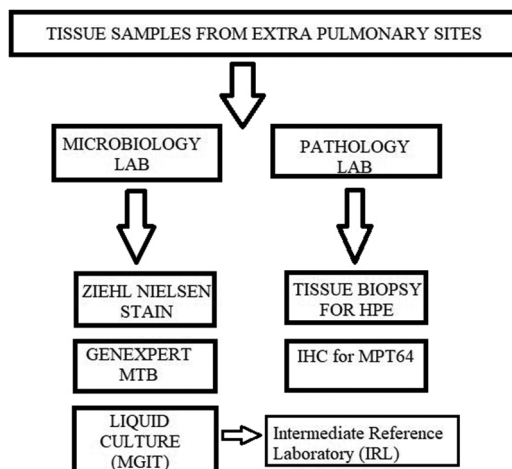 TISSUE SAMPLES FROM EXTRA PULMONARY SITES
MICROBIOLOGY
LAB
PATHOLOGY
LAB
ZIEHL NIELSEN
STAIN
TISSUE BIOPSY
FOR HPE
GENEXPERT
MTB
IHC for MPT64
LIQUID
CULTURE
(MGIT)
Intermediate Reference
Laboratory (IRL)